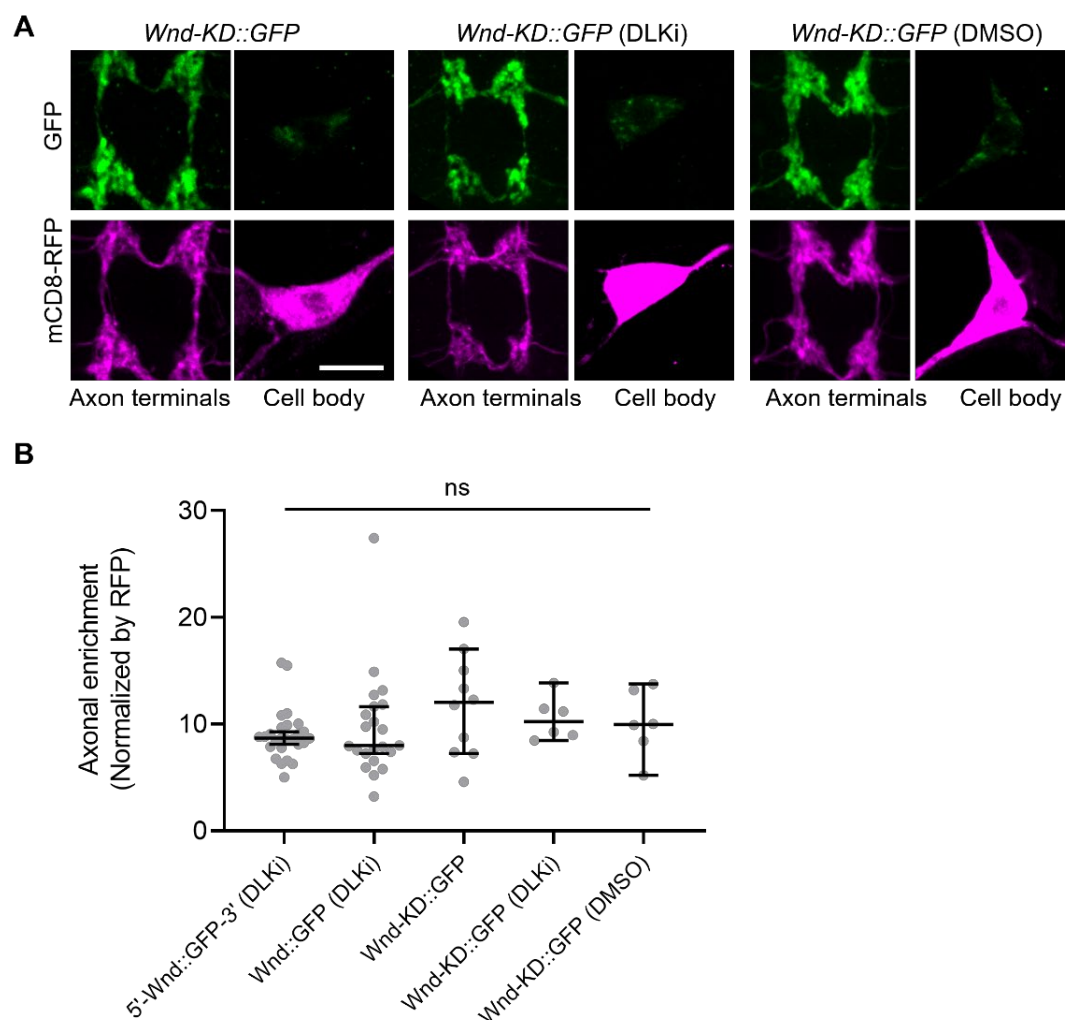 A
Wnd-KD::GFP
Wnd-KD::GFP (DLKi)
Wnd-KD::GFP (DMSO)
GFP
mCD8-RFP
Axon terminals
Cell body
Axon terminals
Cell body
Axon terminals
Cell body
B
ns
Axonal enrichment
(Normalized by RFP)
30
20
10
0
5'-Wnd::GFP-3' (DLKi)
Wnd::GFP (DLKi)
Wnd-KD::GFP
Wnd-KD::GFP (DLKi)
Wnd-KD::GFP (DMSO)